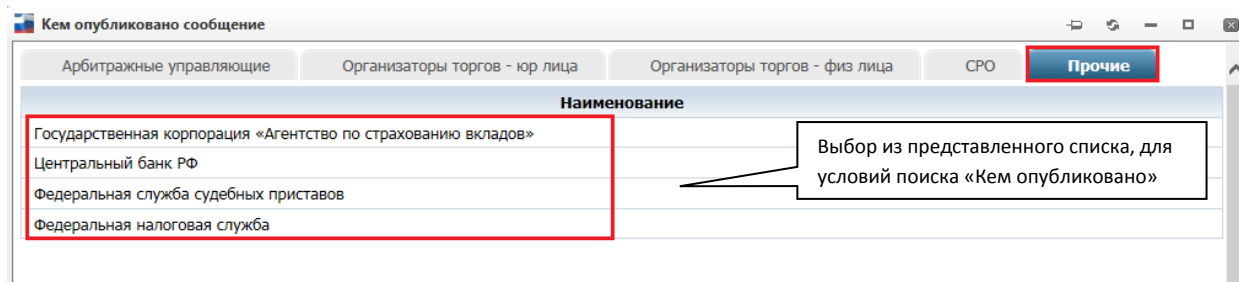 Кем опубликовано сообщение
Арбитражные управляющие Организаторы торгов - юр лица Организаторы торгов - физ лица СРО Прочие
Наименование
Государственная корпорация «Агентство по страхованию вкладов»
Центральный банк РФ
Федеральная служба судебных приставов
Федеральная налоговая служба
Выбор из представленного списка, для
условий поиска «Кем опубликовано»